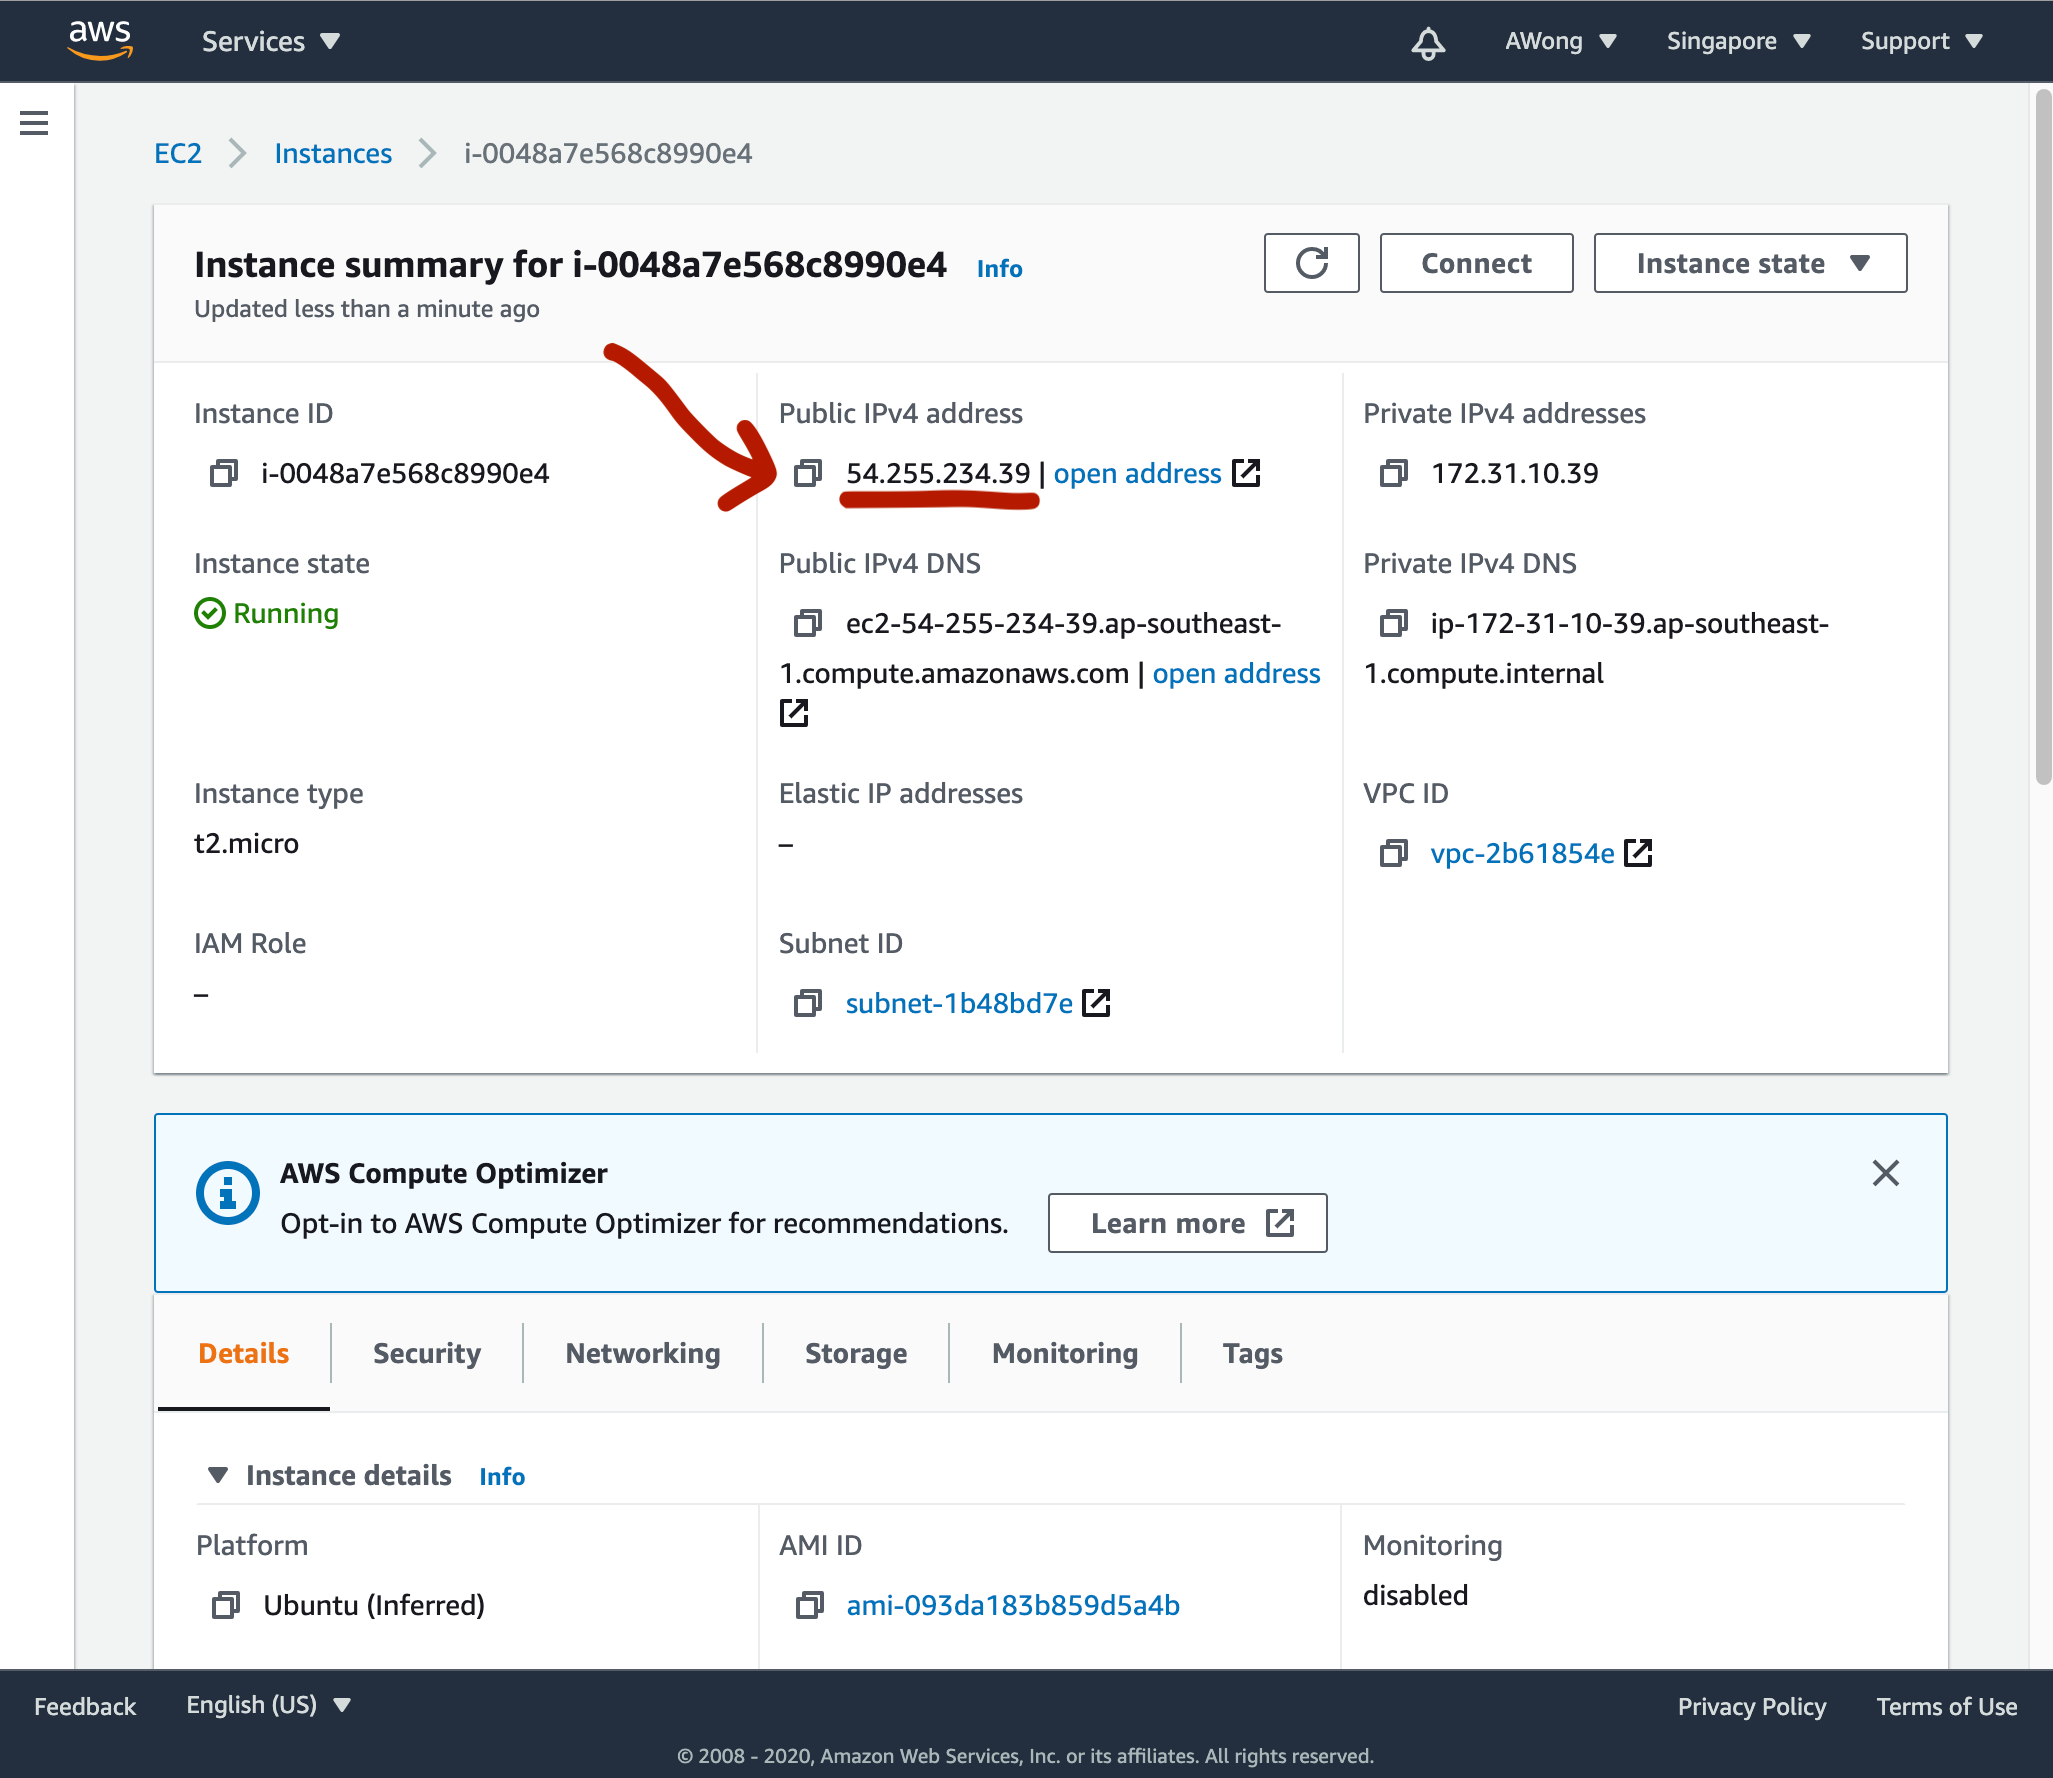 aws Services AWong Singapore Support
EC2 Instances i-0048a7e568c8990e4
Instance summary for i-0048a7e568c8990e4 Info
Updated less than a minute ago
Connect
Instance state
Instance ID
i-0048a7e568c8990e4
Public IPv4 address
54.255.234.39 | open address
Private IPv4 addresses
172.31.10.39
Instance state
Running
Public IPv4 DNS
ec2-54-255-234-39.ap-southeast-
1.compute.amazonaws.com | open address
Private IPv4 DNS
ip-172-31-10-39.ap-southeast-
1.compute.internal
Instance type
t2.micro
Elastic IP addresses
–
VPC ID
vpc-2b61854e
IAM Role
–
Subnet ID
subnet-1b48bd7e
AWS Compute Optimizer
Opt-in to AWS Compute Optimizer for recommendations.
Learn more
Details Security Networking Storage Monitoring Tags
Instance details Info
Platform
Ubuntu (Inferred)
AMI ID
ami-093da183b859d5a4b
Monitoring
disabled
Feedback English (US) Privacy Policy Terms of Use
© 2008 - 2020, Amazon Web Services, Inc. or its affiliates. All rights reserved.